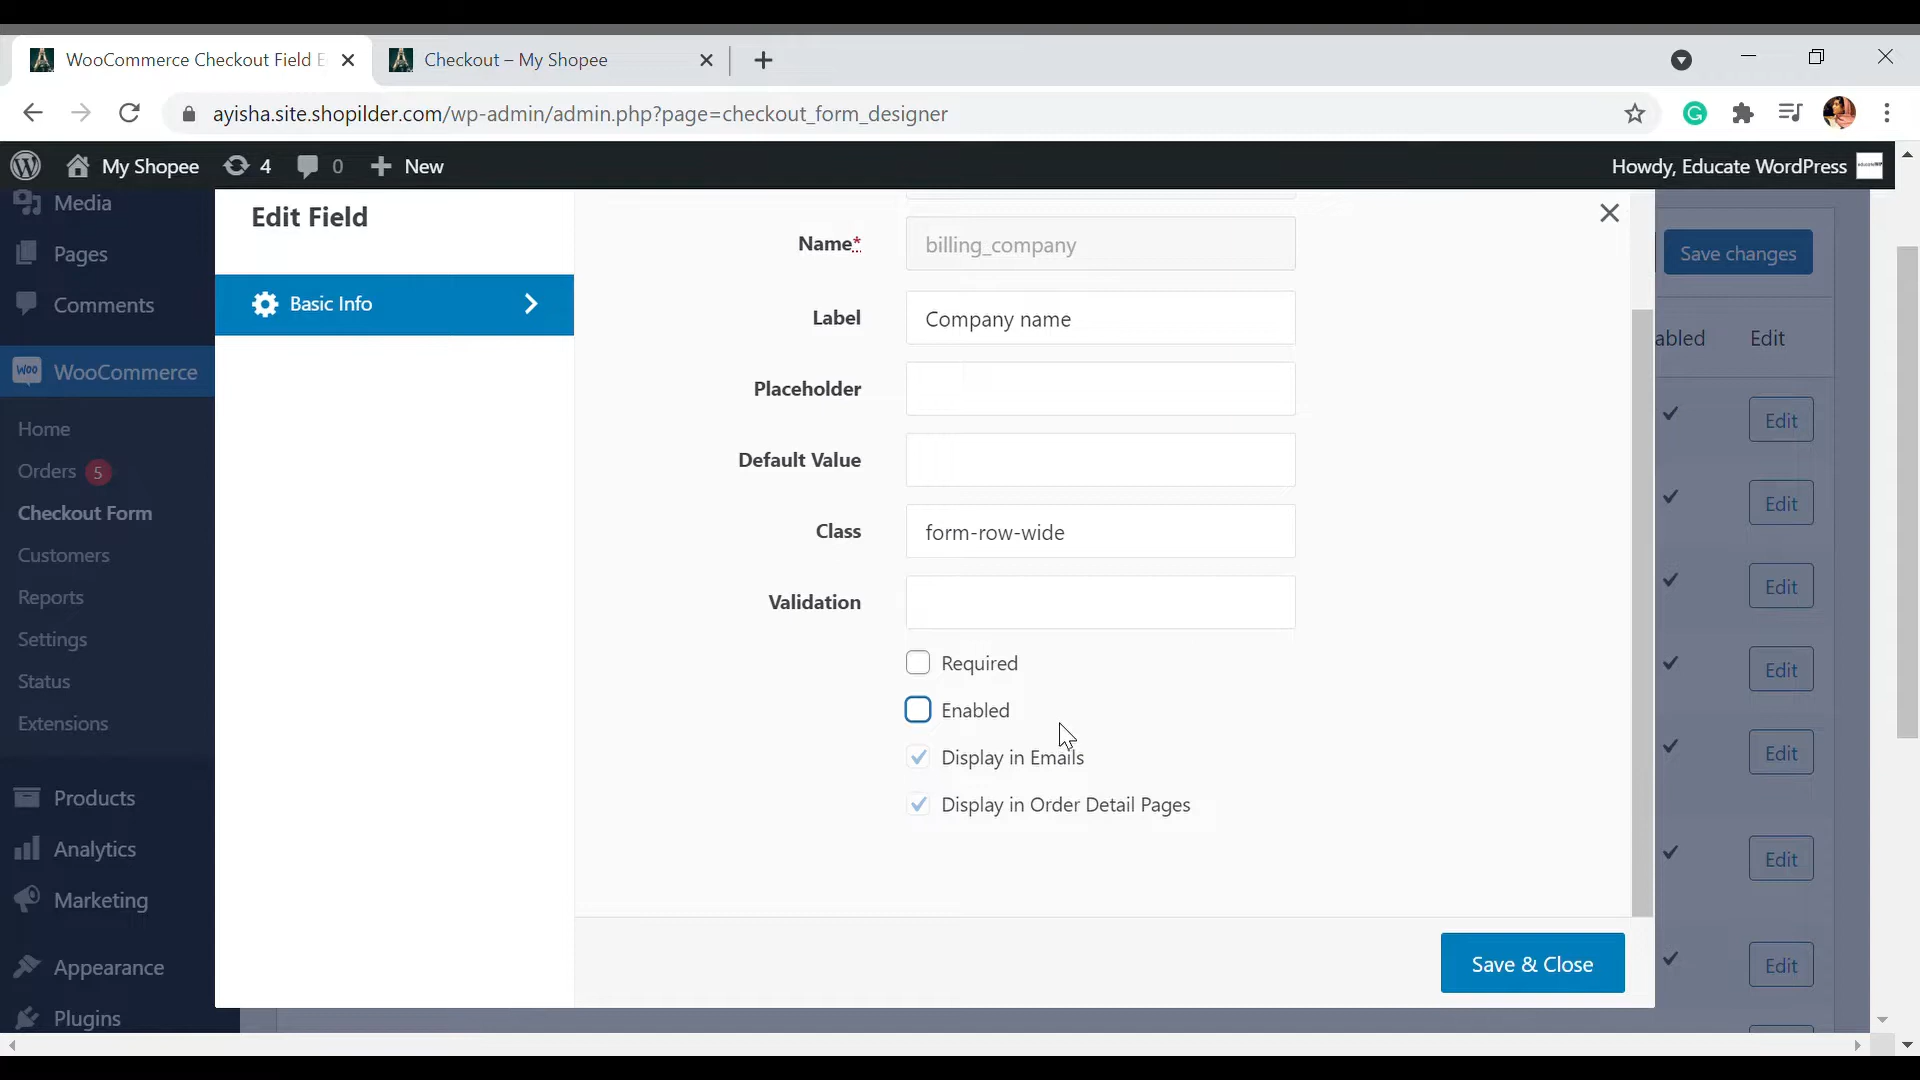 WooCommerce Checkout Field E
Checkout – My Shopee
ayisha.site.shopilder.com/wp-admin/admin.php?page=checkout_form_designer
My Shopee
4
0
New
Howdy, Educate WordPress
Media
Pages
Comments
WooCommerce
Home
Orders 5
Checkout Form
Customers
Reports
Settings
Status
Extensions
Products
Analytics
Marketing
Appearance
Plugins
Edit Field
Basic Info
Name*
billing_company
Label
Company name
Placeholder
Default Value
Class
form-row-wide
Validation
Required
Enabled
Display in Emails
Display in Order Detail Pages
Save & Close
Save changes
abled
Edit
Edit
Edit
Edit
Edit
Edit
Edit
Edit